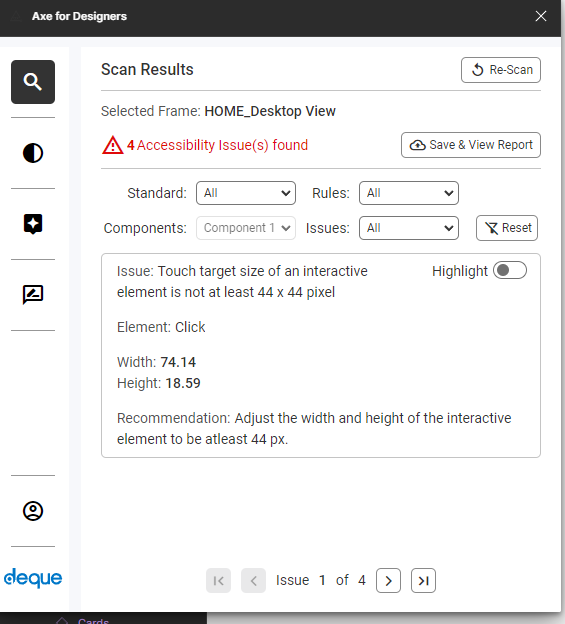 Axe for Designers
Scan Results
Re-Scan
Selected Frame: HOME_Desktop View
4 Accessibility Issue(s) found
Save & View Report
Standard: All Rules: All
Components: Component 1 Issues: All Reset
Issue: Touch target size of an interactive
element is not at least 44 x 44 pixel
Highlight
Element: Click
Width: 74.14
Height: 18.59
Recommendation: Adjust the width and height of the interactive
element to be atleast 44 px.
deque
Issue 1 of 4
Cards